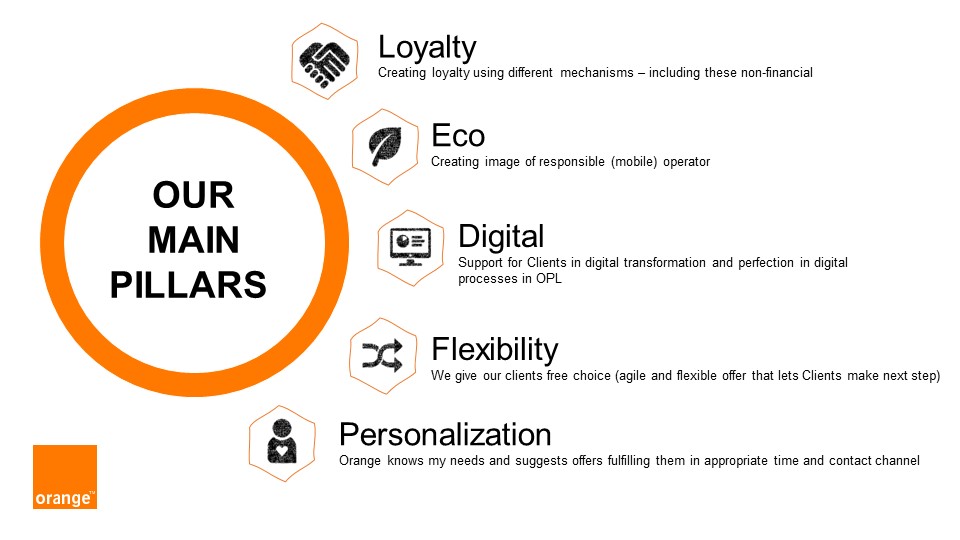 Loyalty
Creating loyalty using different mechanisms – including these non-financial
Eco
Creating image of responsible (mobile) operator
OUR
MAIN
PILLARS
Digital
Support for Clients in digital transformation and perfection in digital
processes in OPL
Flexibility
We give our clients free choice (agile and flexible offer that lets Clients make next step)
Personalization
Orange knows my needs and suggests offers fulfilling them in appropriate time and contact channel
orange™